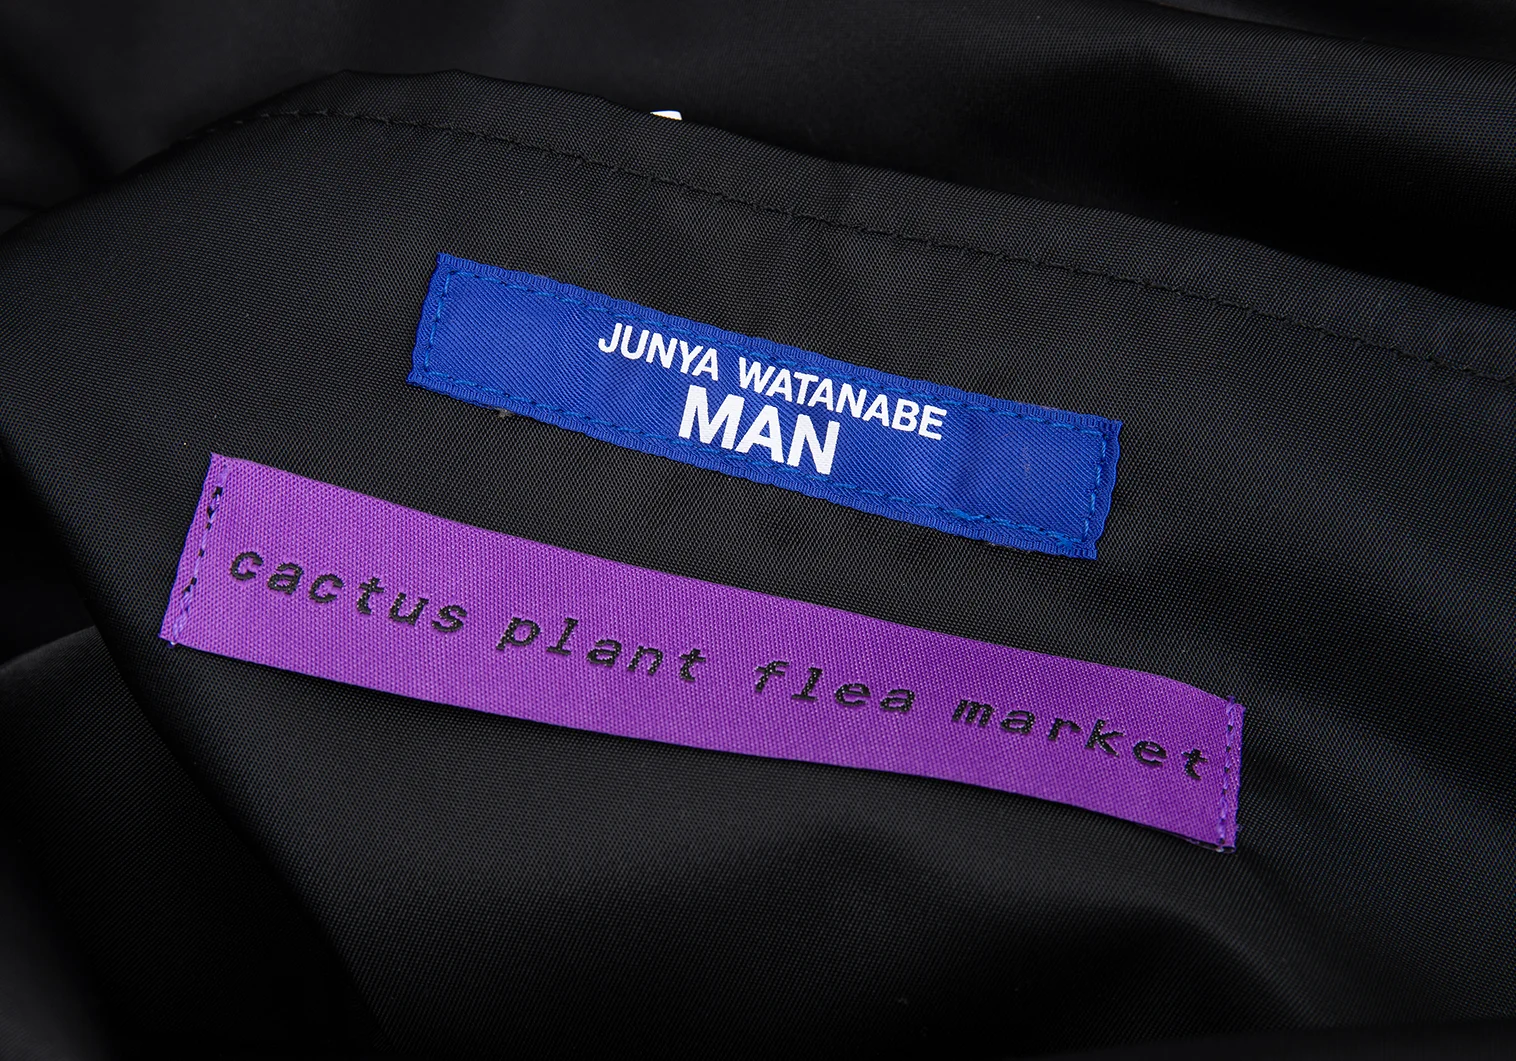 JUNYA WATANABE
MAN
cactus plant flea market